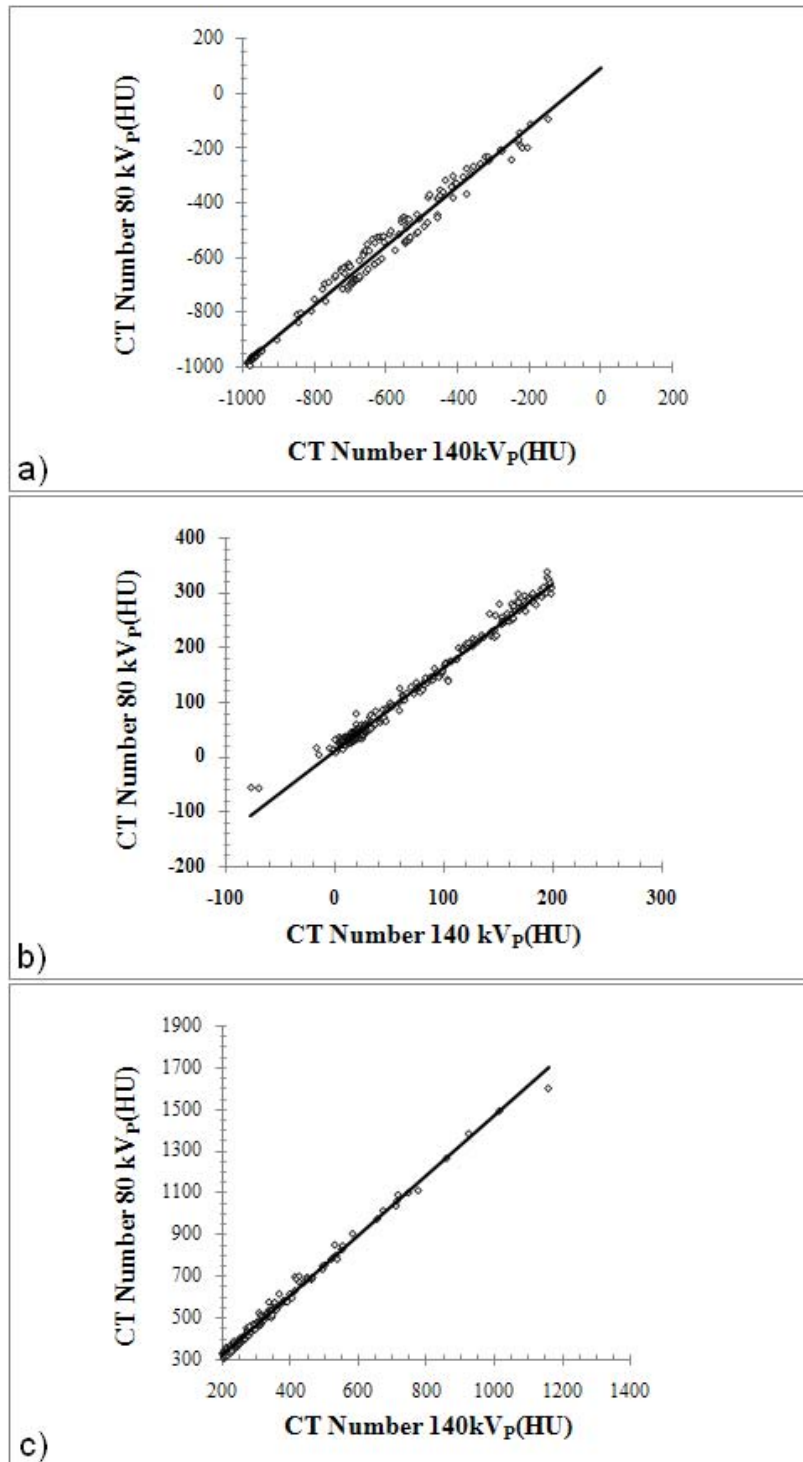 200
0
-200
-400
-600
-800
-1000
CT Number 80 kVP(HU)
-1000 -800 -600 -400 -200 0 200
CT Number 140kVP(HU)
a)
400
300
200
100
0
-100
-200
CT Number 80 kVP(HU)
-100 0 100 200 300
CT Number 140 kVP(HU)
b)
1900
1700
1500
1300
1100
900
700
500
300
CT Number 80 kVP(HU)
200 400 600 800 1000 1200 1400
CT Number 140kVP(HU)
c)